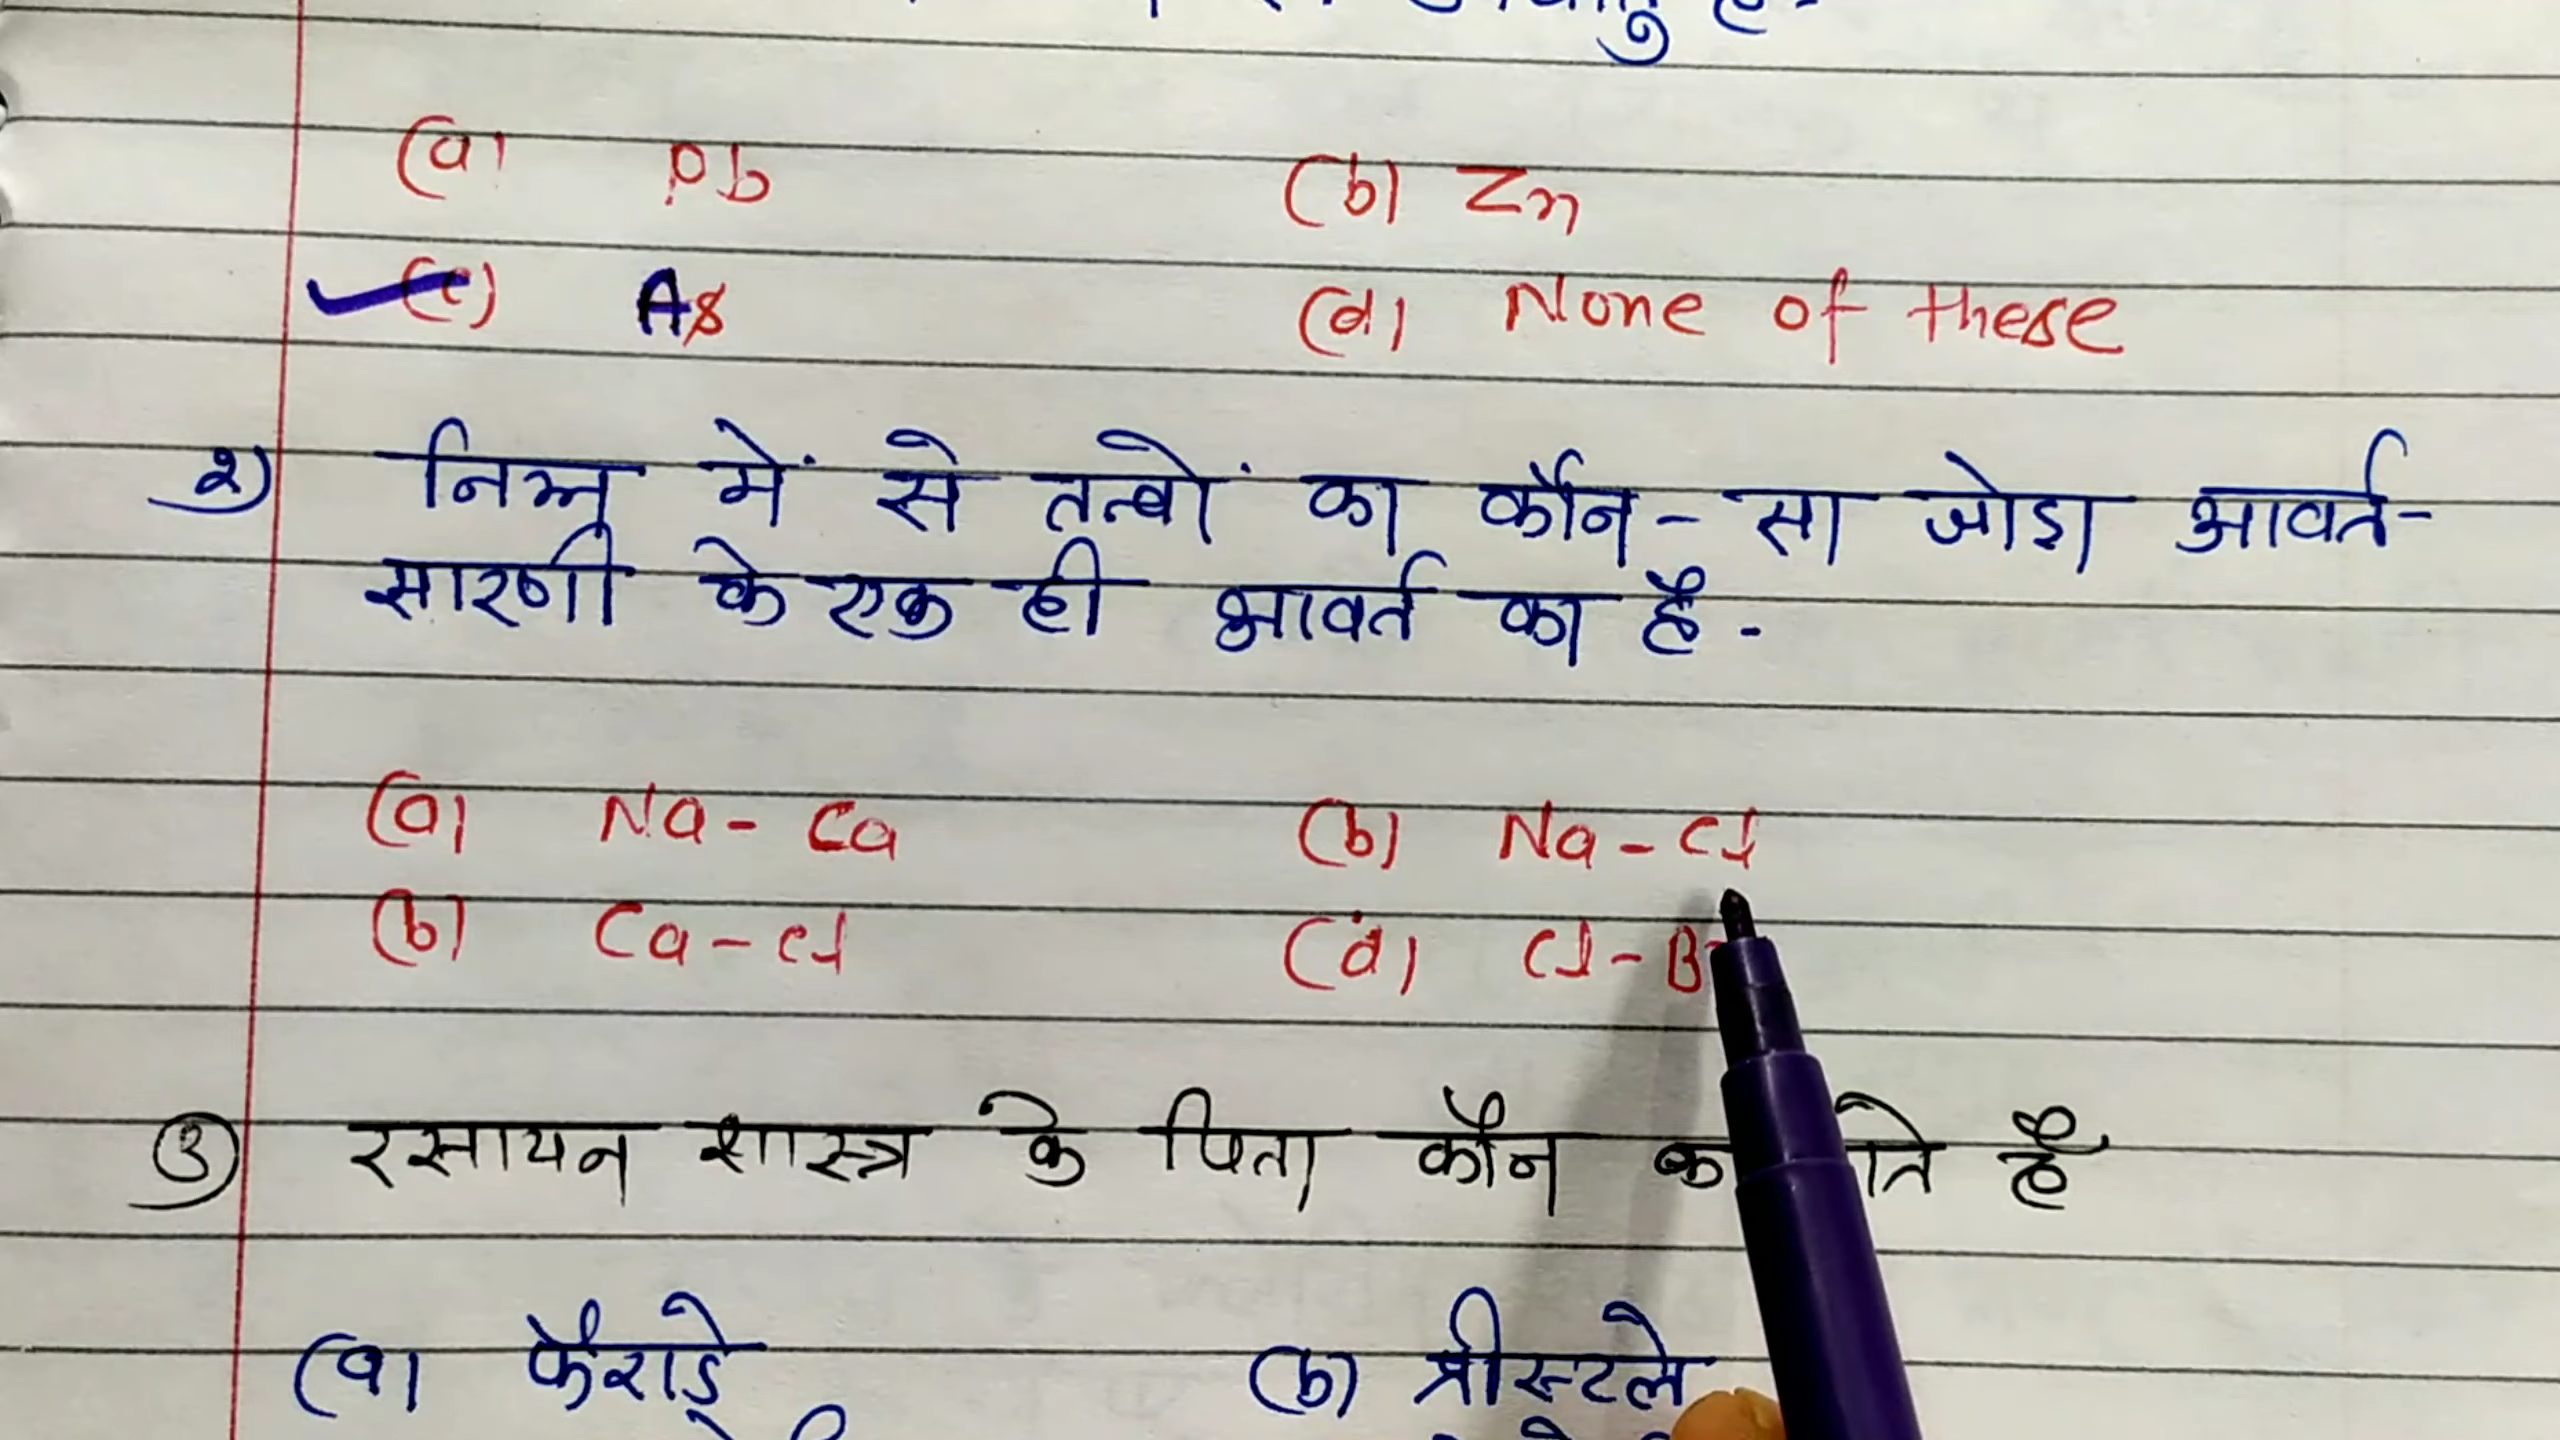 है-
(a) Pb (b) Zn
(c) As (d) None of these
2) निम्न में से तत्वों का कौन-सा जोड़ा आवर्त-
सारणी के एक ही आवर्त का है-
(a) Na-Ca (b) Na-Cl
(b) Ca-Cl (d) Cl-B
③ रसायन शास्त्र के पिता कौन है
(a) फैराडे (b) प्रीस्टले